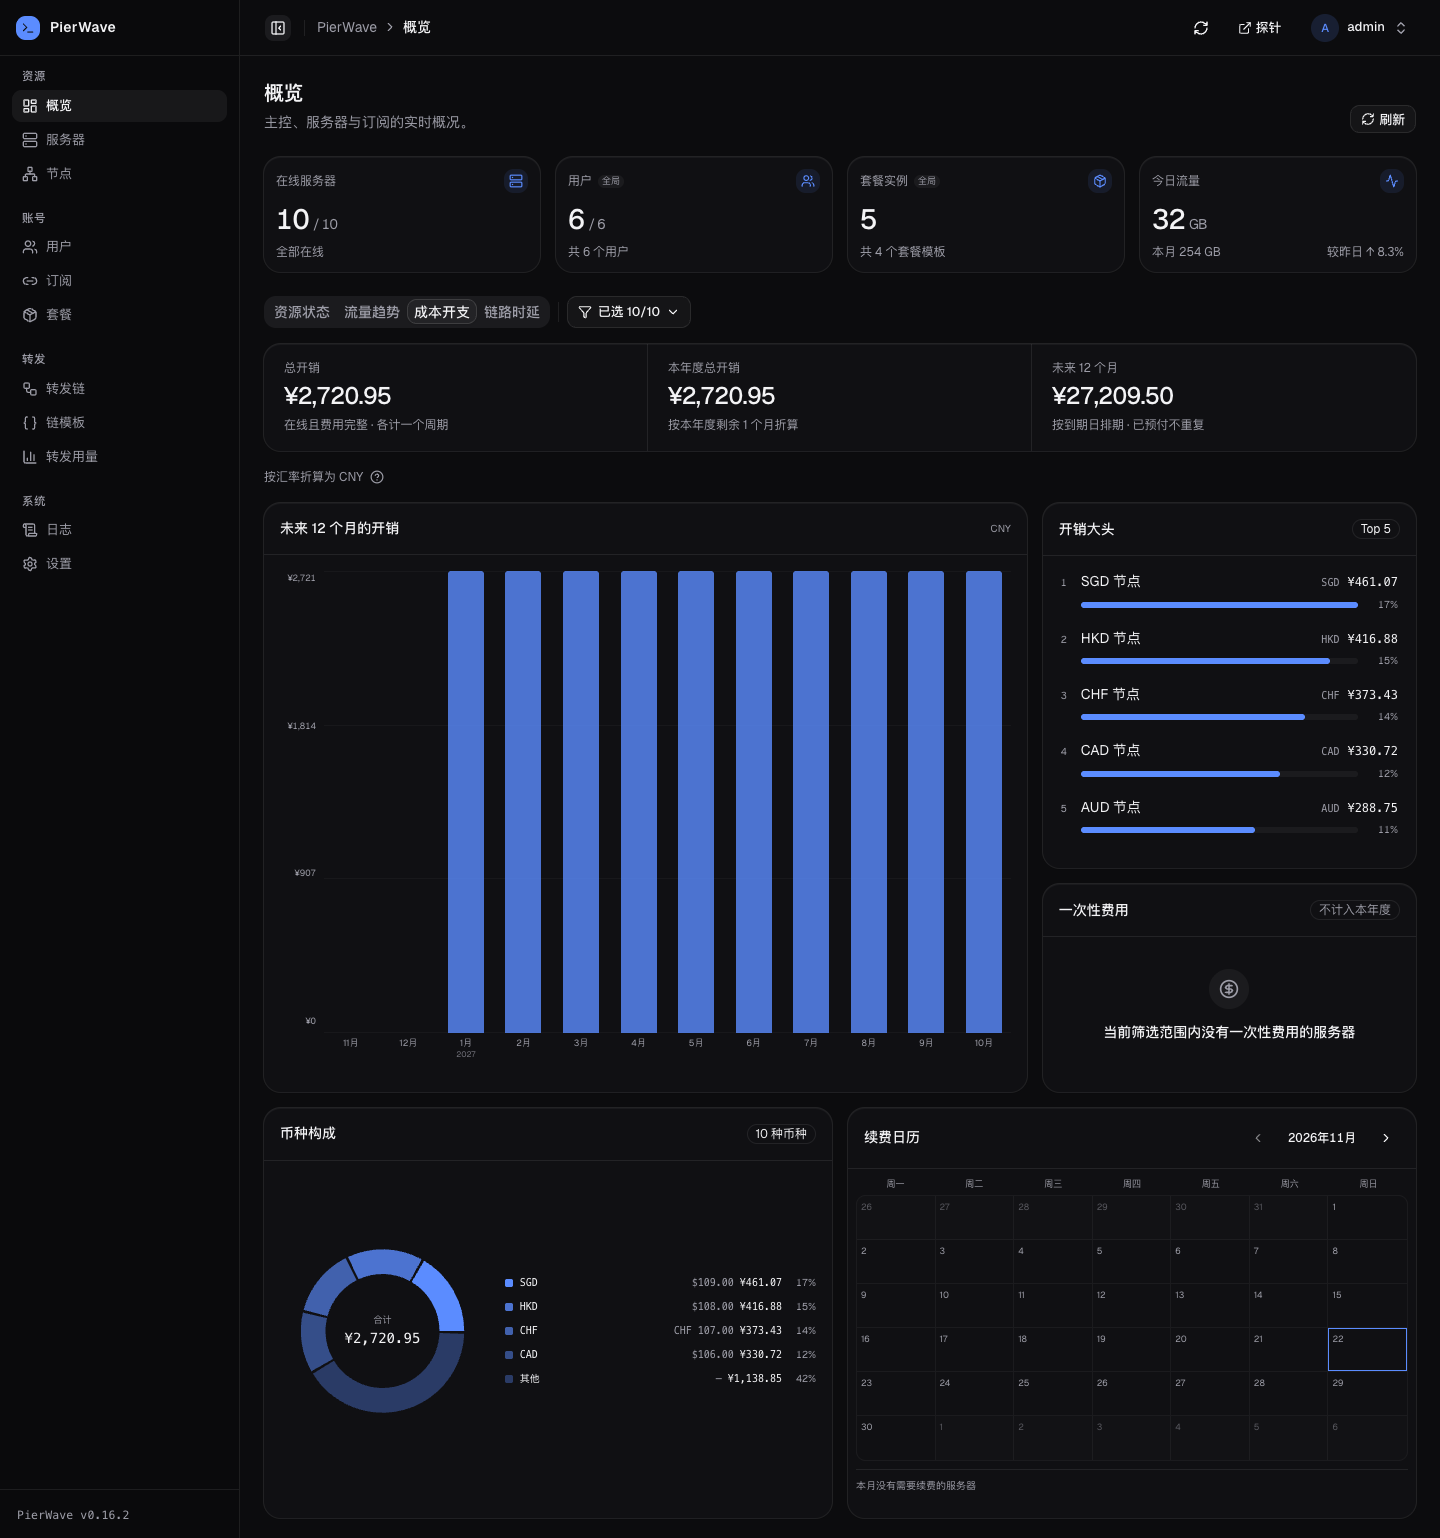 PierWave
PierWave › 概览
探针
A admin
资源
概览
服务器
节点
账号
用户
订阅
套餐
转发
转发链
链模板
转发用量
系统
日志
设置
PierWave v0.16.2
概览
主控、服务器与订阅的实时概况。
刷新
在线服务器
10 / 10
全部在线
用户 全局
6 / 6
共 6 个用户
套餐实例 全局
5
共 4 个套餐模板
今日流量
32 GB
本月 254 GB 较昨日 ↑ 8.3%
资源状态 流量趋势 成本开支 链路时延 已选 10/10
总开销
¥2,720.95
在线且费用完整 · 各计一个周期
本年度总开销
¥2,720.95
按本年度剩余 1 个月折算
未来 12 个月
¥27,209.50
按到期日排期 · 已预付不重复
按汇率折算为 CNY
未来 12 个月的开销 CNY
¥2,721
¥1,814
¥907
¥0
11月 12月 1月 2月 3月 4月 5月 6月 7月 8月 9月 10月
2027
开销大头 Top 5
1 SGD 节点 SGD ¥461.07
17%
2 HKD 节点 HKD ¥416.88
15%
3 CHF 节点 CHF ¥373.43
14%
4 CAD 节点 CAD ¥330.72
12%
5 AUD 节点 AUD ¥288.75
11%
一次性费用 不计入本年度
当前筛选范围内没有一次性费用的服务器
币种构成 10 种币种
合计
¥2,720.95
SGD $109.00 ¥461.07 17%
HKD $108.00 ¥416.88 15%
CHF CHF 107.00 ¥373.43 14%
CAD $106.00 ¥330.72 12%
其他 — ¥1,138.85 42%
续费日历 2026年11月
周一 周二 周三 周四 周五 周六 周日
26 27 28 29 30 31 1
2 3 4 5 6 7 8
9 10 11 12 13 14 15
16 17 18 19 20 21 22
23 24 25 26 27 28 29
30 1 2 3 4 5 6
本月没有需要续费的服务器